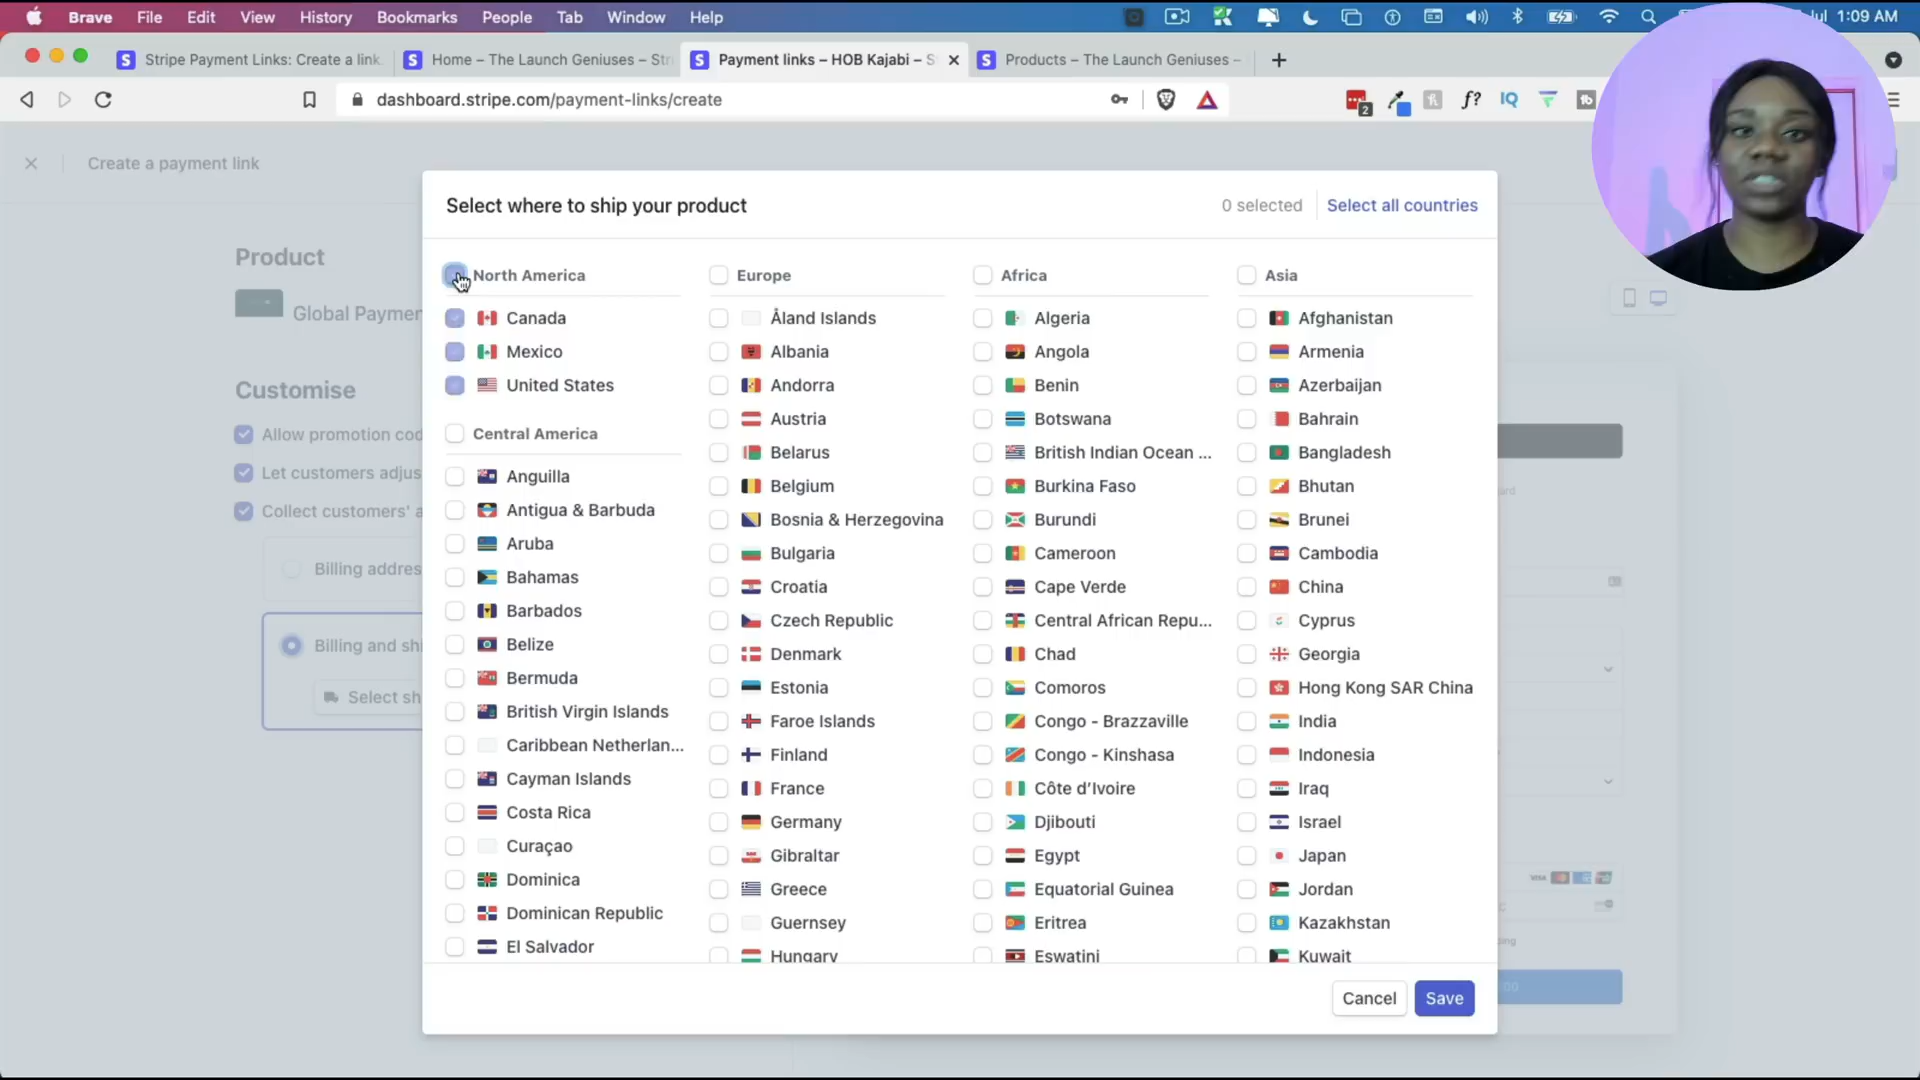 Brave File Edit View History Bookmarks People Tab Window Help
1:09 AM
Stripe Payment Links: Create a link
Home – The Launch Geniuses – Str
Payment links – HOB Kajabi – S
Products – The Launch Geniuses –
dashboard.stripe.com/payment-links/create
2
f?
IQ
tb
Create a payment link
Select where to ship your product
0 selected
Select all countries
Product
Global Paymen
Customise
Allow promotion cod
Let customers adjus
Collect customers' a
Billing addres
Billing and shi
Select sh
North America
Canada
Mexico
United States
Central America
Anguilla
Antigua & Barbuda
Aruba
Bahamas
Barbados
Belize
Bermuda
British Virgin Islands
Caribbean Netherlan...
Cayman Islands
Costa Rica
Curaçao
Dominica
Dominican Republic
El Salvador
Europe
Åland Islands
Albania
Andorra
Austria
Belarus
Belgium
Bosnia & Herzegovina
Bulgaria
Croatia
Czech Republic
Denmark
Estonia
Faroe Islands
Finland
France
Germany
Gibraltar
Greece
Guernsey
Hungary
Africa
Algeria
Angola
Benin
Botswana
British Indian Ocean ...
Burkina Faso
Burundi
Cameroon
Cape Verde
Central African Repu...
Chad
Comoros
Congo - Brazzaville
Congo - Kinshasa
Côte d'Ivoire
Djibouti
Egypt
Equatorial Guinea
Eritrea
Eswatini
Asia
Afghanistan
Armenia
Azerbaijan
Bahrain
Bangladesh
Bhutan
Brunei
Cambodia
China
Cyprus
Georgia
Hong Kong SAR China
India
Indonesia
Iraq
Israel
Japan
Jordan
Kazakhstan
Kuwait
VISA
Cancel
Save